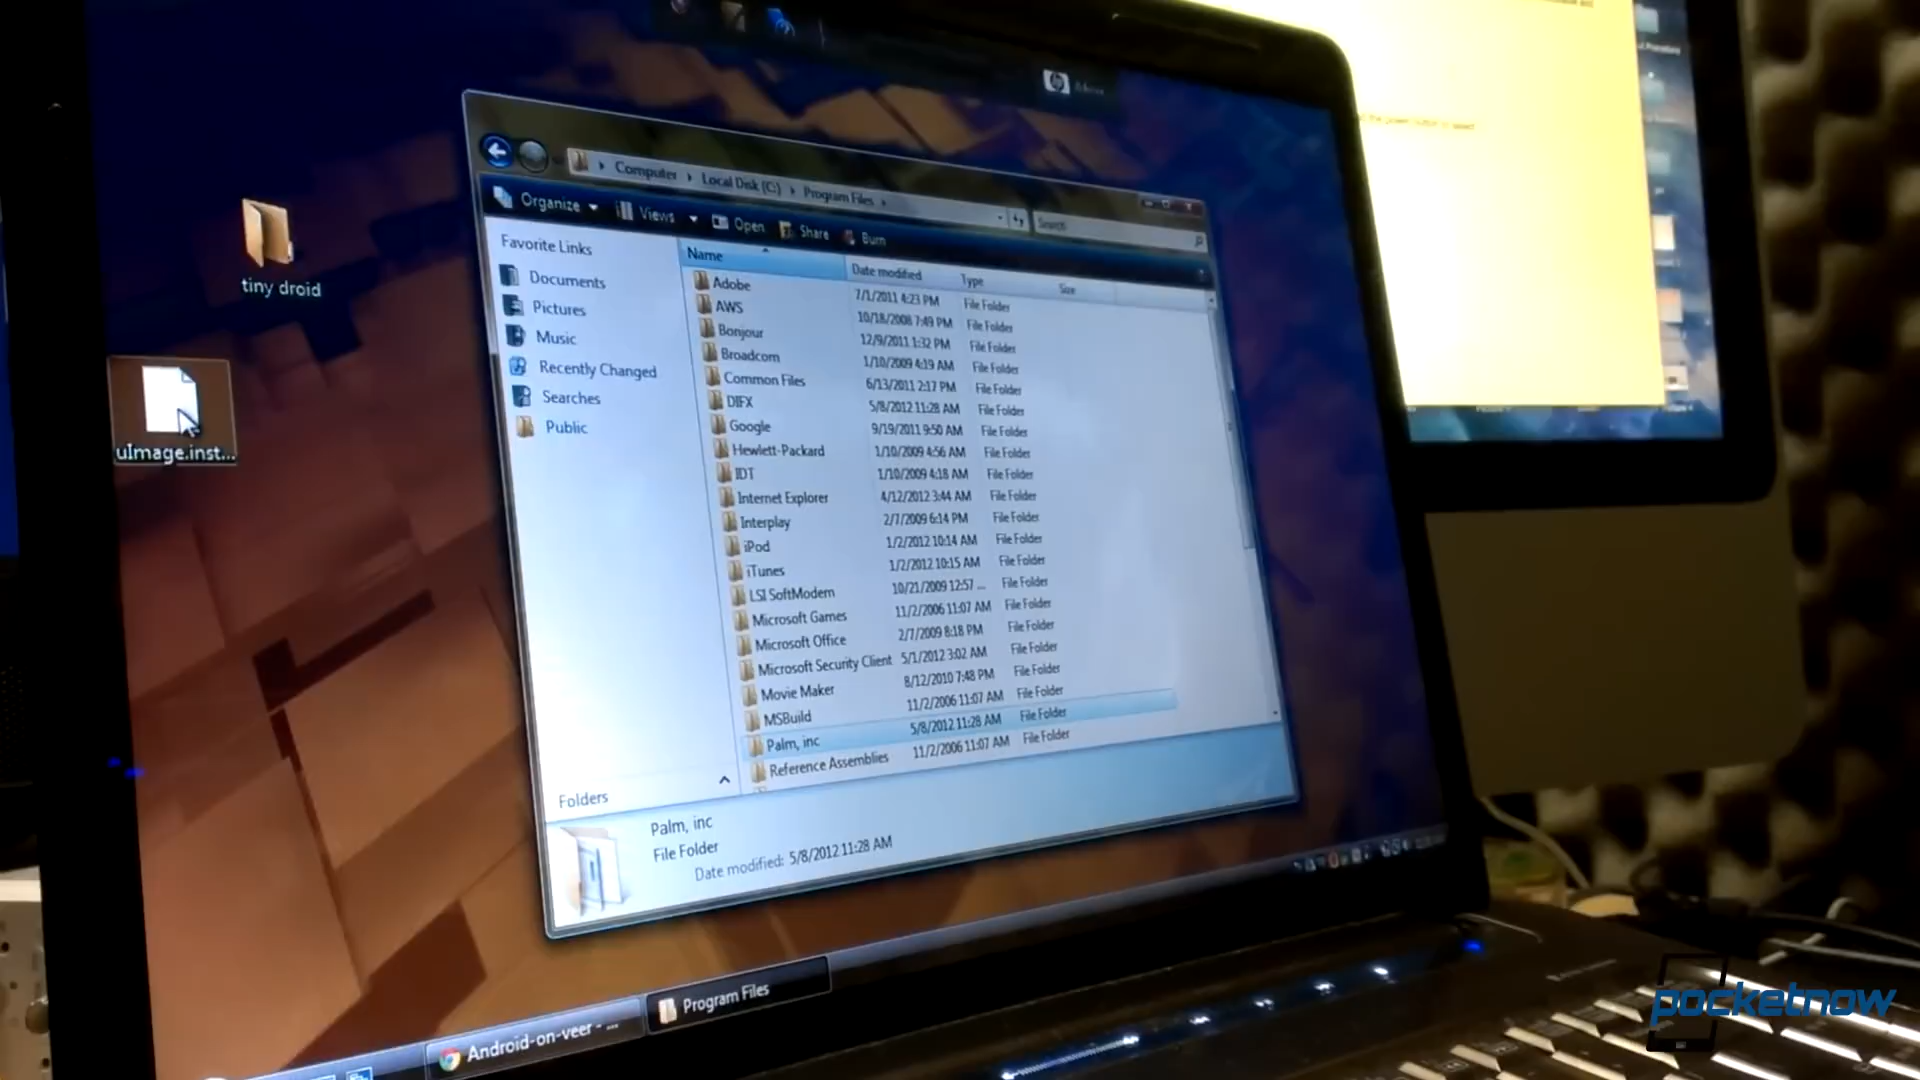 tiny droid
uImage.inst...
Computer
Local Disk (C:)
Program Files
Search
Organize
Views
Open
Share
Burn
Favorite Links
Documents
Pictures
Music
Recently Changed
Searches
Public
Folders
Name Date modified Type Size
Adobe 7/1/2011 4:23 PM File Folder
AWS 10/18/2008 7:49 PM File Folder
Bonjour 12/9/2011 1:32 PM File Folder
Broadcom 1/10/2009 4:19 AM File Folder
Common Files 6/13/2011 2:17 PM File Folder
DIFX 5/8/2012 11:28 AM File Folder
Google 9/19/2011 9:50 AM File Folder
Hewlett-Packard 1/10/2009 4:56 AM File Folder
IDT 1/10/2009 4:18 AM File Folder
Internet Explorer 4/12/2012 3:44 AM File Folder
Interplay 2/7/2009 6:14 PM File Folder
iPod 1/2/2012 10:14 AM File Folder
iTunes 1/2/2012 10:15 AM File Folder
LSI SoftModem 10/21/2009 12:57 ... File Folder
Microsoft Games 11/2/2006 11:07 AM File Folder
Microsoft Office 2/7/2009 8:18 PM File Folder
Microsoft Security Client 5/1/2012 3:02 AM File Folder
Movie Maker 8/12/2010 7:48 PM File Folder
MSBuild 11/2/2006 11:07 AM File Folder
Palm, inc 5/8/2012 11:28 AM File Folder
Reference Assemblies 11/2/2006 11:07 AM File Folder
Palm, inc
File Folder
Date modified: 5/8/2012 11:28 AM
Android-on-veer - ...
Program Files
hp
pocketnow